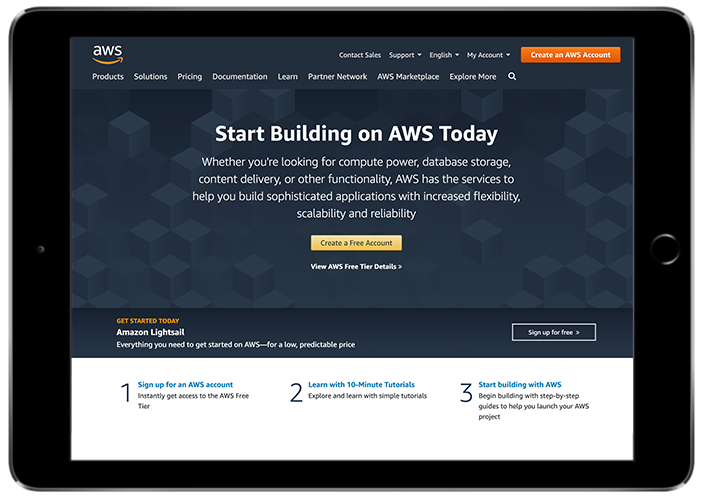 aws
Contact Sales Support English My Account Create an AWS Account
Products Solutions Pricing Documentation Learn Partner Network AWS Marketplace Explore More
Start Building on AWS Today
Whether you're looking for compute power, database storage,
content delivery, or other functionality, AWS has the services to
help you build sophisticated applications with increased flexibility,
scalability and reliability
Create a Free Account
View AWS Free Tier Details »
GET STARTED TODAY
Amazon Lightsail
Everything you need to get started on AWS—for a low, predictable price
Sign up for free »
1 Sign up for an AWS account
Instantly get access to the AWS Free
Tier
2 Learn with 10-Minute Tutorials
Explore and learn with simple tutorials
3 Start building with AWS
Begin building with step-by-step
guides to help you launch your AWS
project